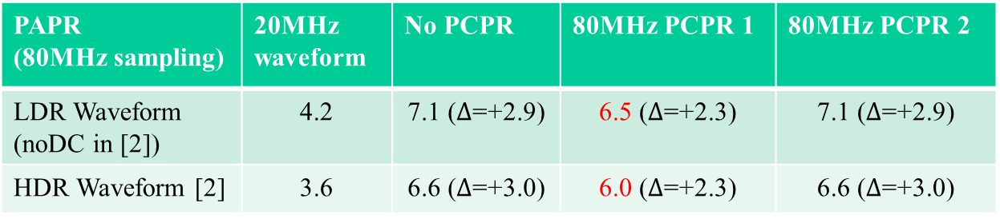 PAPR (80MHz sampling) 20MHz waveform No PCPR 80MHz PCPR 1 80MHz PCPR 2
LDR Waveform (noDC in [2]) 4.2 7.1 (Δ=+2.9) 6.5 (Δ=+2.3) 7.1 (Δ=+2.9)
HDR Waveform [2] 3.6 6.6 (Δ=+3.0) 6.0 (Δ=+2.3) 6.6 (Δ=+3.0)